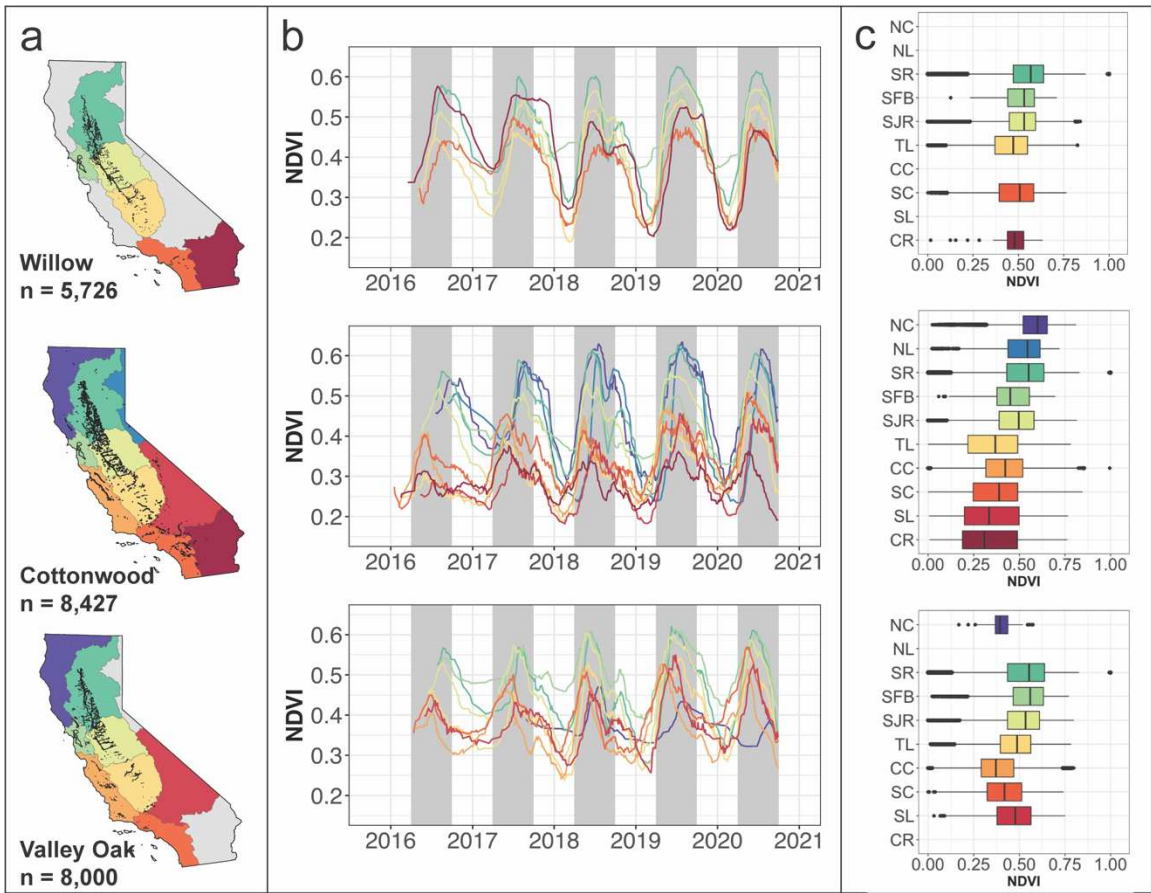 a
Willow
n = 5,726
Cottonwood
n = 8,427
Valley Oak
n = 8,000
b
NDVI
0.6
0.5
0.4
0.3
0.2
2016 2017 2018 2019 2020 2021
NDVI
0.6
0.5
0.4
0.3
0.2
2016 2017 2018 2019 2020 2021
NDVI
0.6
0.5
0.4
0.3
0.2
2016 2017 2018 2019 2020 2021
c
NC
NL
SR
SFB
SJR
TL
CC
SC
SL
CR
0.00 0.25 0.50 0.75 1.00
NDVI
NC
NL
SR
SFB
SJR
TL
CC
SC
SL
CR
0.00 0.25 0.50 0.75 1.00
NDVI
NC
NL
SR
SFB
SJR
TL
CC
SC
SL
CR
0.00 0.25 0.50 0.75 1.00
NDVI